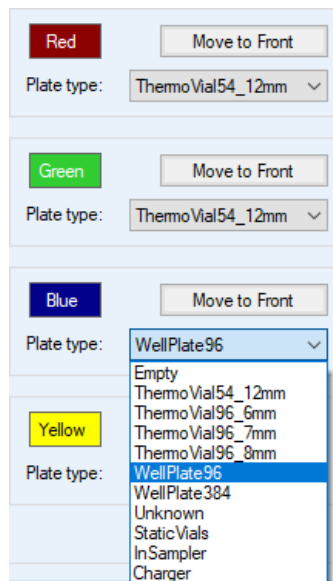 Red Move to Front
Plate type: ThermoVial54_12mm
Green Move to Front
Plate type: ThermoVial54_12mm
Blue Move to Front
Plate type: WellPlate96
Empty
ThermoVial54_12mm
ThermoVial96_6mm
Yellow ThermoVial96_7mm
ThermoVial96_8mm
Plate type: WellPlate96
WellPlate384
Unknown
StaticVials
InSampler
Charger